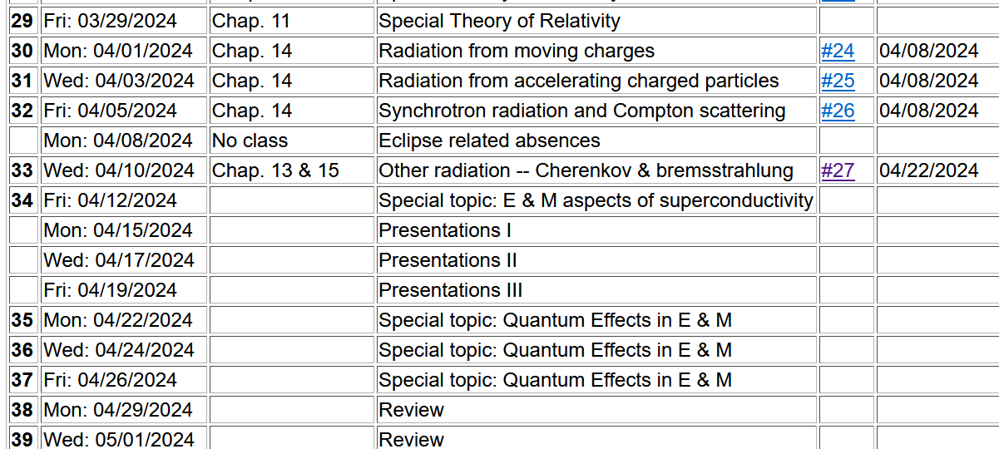 29 Fri: 03/29/2024 Chap. 11 Special Theory of Relativity
30 Mon: 04/01/2024 Chap. 14 Radiation from moving charges #24 04/08/2024
31 Wed: 04/03/2024 Chap. 14 Radiation from accelerating charged particles #25 04/08/2024
32 Fri: 04/05/2024 Chap. 14 Synchrotron radiation and Compton scattering #26 04/08/2024
Mon: 04/08/2024 No class Eclipse related absences
33 Wed: 04/10/2024 Chap. 13 & 15 Other radiation -- Cherenkov & bremsstrahlung #27 04/22/2024
34 Fri: 04/12/2024 Special topic: E & M aspects of superconductivity
Mon: 04/15/2024 Presentations I
Wed: 04/17/2024 Presentations II
Fri: 04/19/2024 Presentations III
35 Mon: 04/22/2024 Special topic: Quantum Effects in E & M
36 Wed: 04/24/2024 Special topic: Quantum Effects in E & M
37 Fri: 04/26/2024 Special topic: Quantum Effects in E & M
38 Mon: 04/29/2024 Review
39 Wed: 05/01/2024 Review